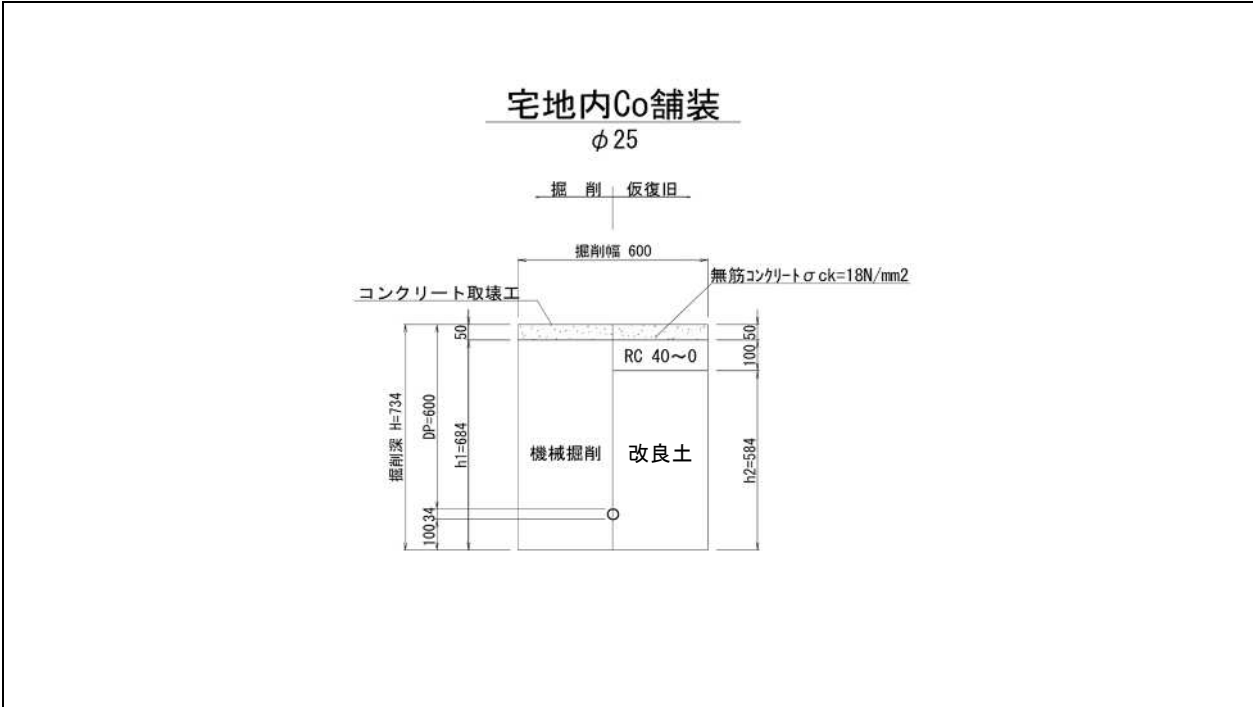 宅地内Co舗装
φ25
掘 削 仮復旧
掘削幅 600
無筋コンクリートσck=18N/mm2
コンクリート取壊工
50
50
RC 40～0
100
掘削深 H=734
DP=600
h1=684
機械掘削
改良土
h2=584
34
100